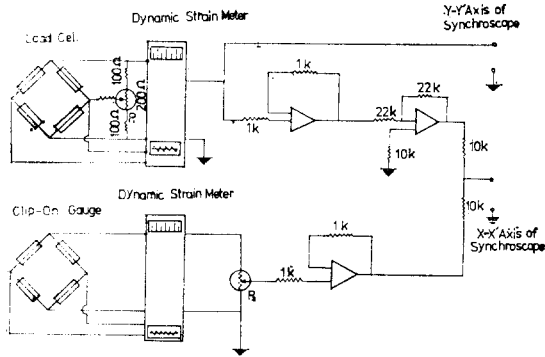 Dynamic Strain Meter
Y-Y' Axis of
Synchroscope
Load Cell
100Ω
200Ω
100Ω
1k
1k
22k
22k
10k
10k
10k
Dynamic Strain Meter
Clip-On Gauge
1k
1k
X-X' Axis of
Synchroscope